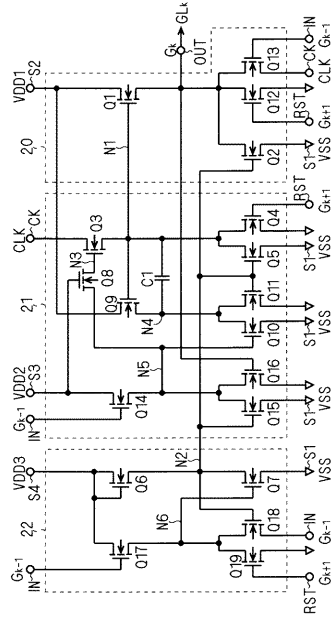 GLk
Gk
OUT
VDD1
S2
CLK
CK
VDD2
S3
Gk-1
IN
VDD3
S4
Gk-1
IN
20
21
22
Q1
N1
Q3
N3
Q8
Q9
C1
N4
N5
Q14
Q6
Q17
N2
N6
Q13
IN
Gk-1
CK
CLK
Q12
RST
Gk+1
Q2
S1
VSS
Q4
RST
Gk+1
Q5
S1
VSS
Q11
Q10
S1
VSS
Q16
Q15
S1
VSS
Q7
S1
VSS
Q18
IN
Gk-1
Q19
RST
Gk+1